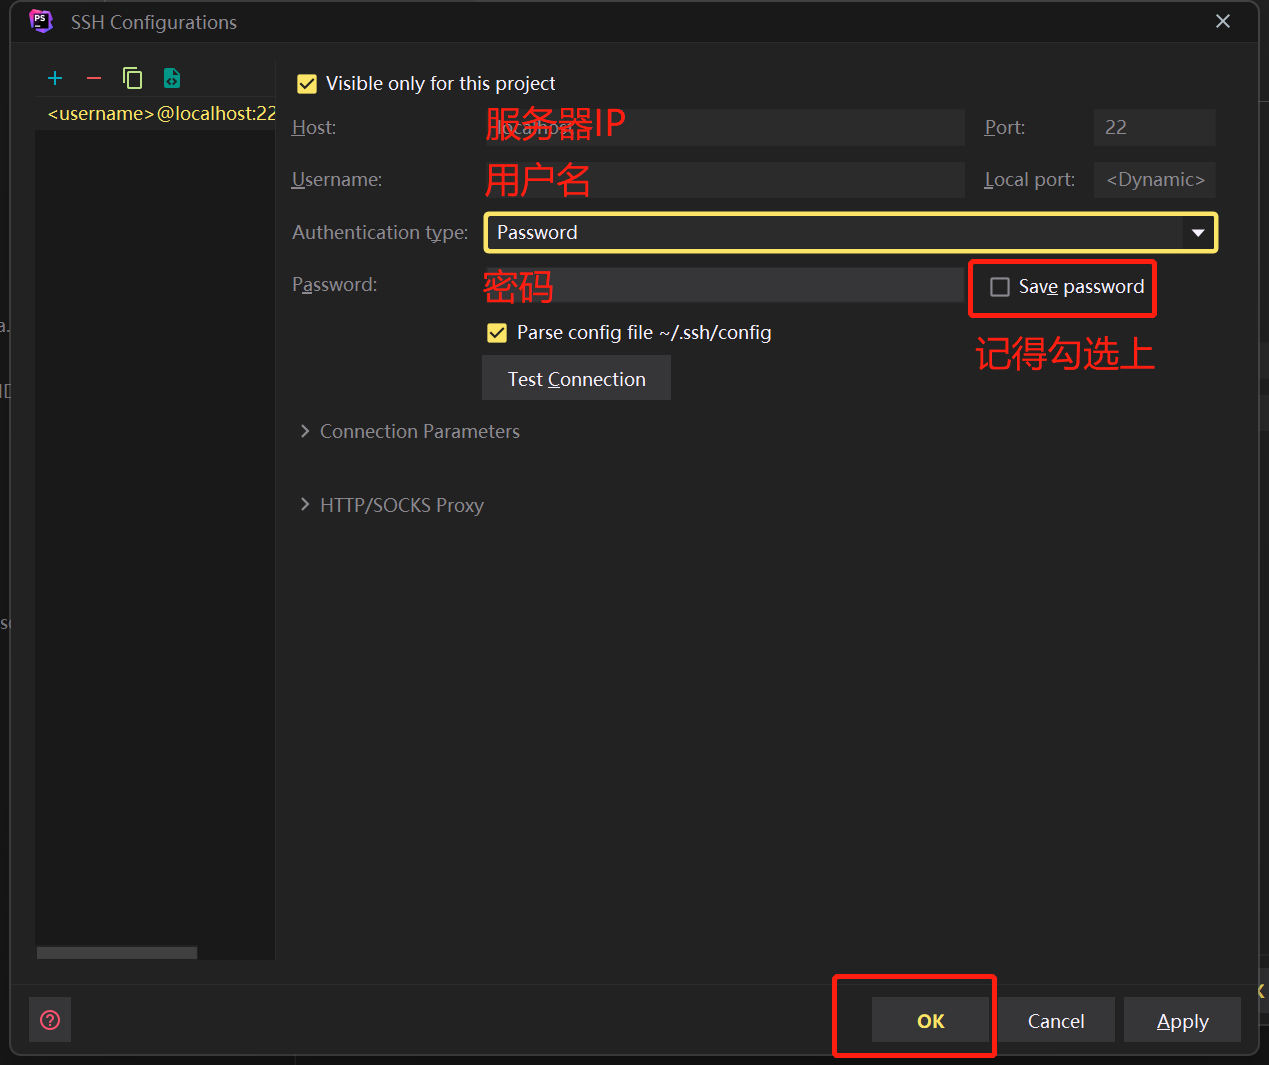 PS
SSH Configurations
Visible only for this project
<username>@localhost:22
Host:
localhost
服务器IP
Port:
22
Username:
用户名
Local port:
<Dynamic>
Authentication type:
Password
Password:
密码
Save password
Parse config file ~/.ssh/config
记得勾选上
Test Connection
Connection Parameters
HTTP/SOCKS Proxy
OK
Cancel
Apply